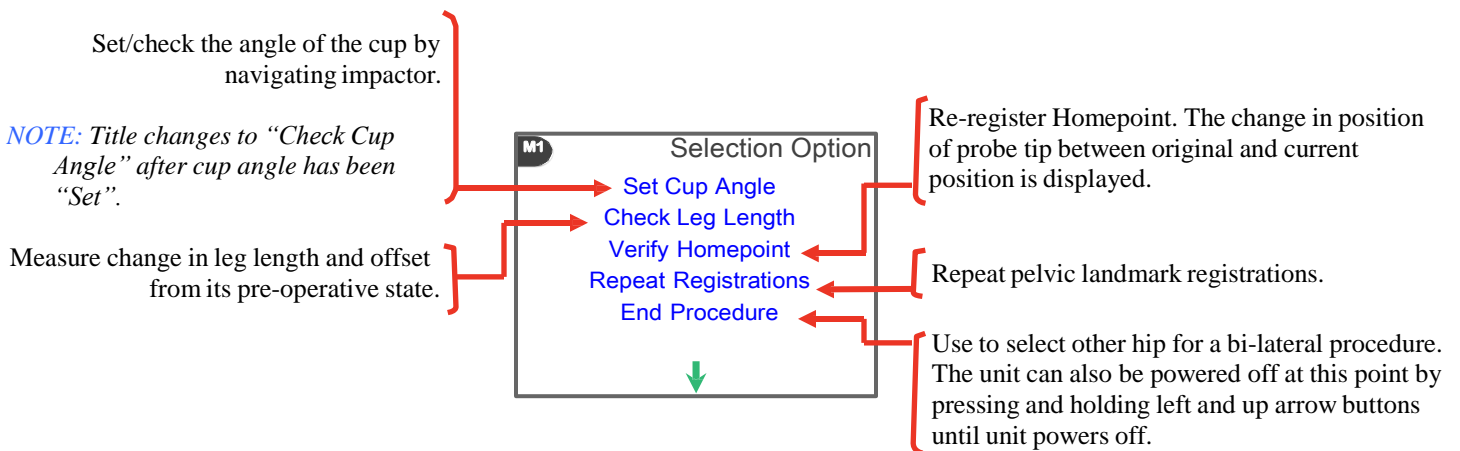 Set/check the angle of the cup by
navigating impactor.
NOTE: Title changes to “Check Cup
Angle” after cup angle has been
“Set”.
Measure change in leg length and offset
from its pre-operative state.
M1
Selection Option
Set Cup Angle
Check Leg Length
Verify Homepoint
Repeat Registrations
End Procedure
Re-register Homepoint. The change in position
of probe tip between original and current
position is displayed.
Repeat pelvic landmark registrations.
Use to select other hip for a bi-lateral procedure.
The unit can also be powered off at this point by
pressing and holding left and up arrow buttons
until unit powers off.